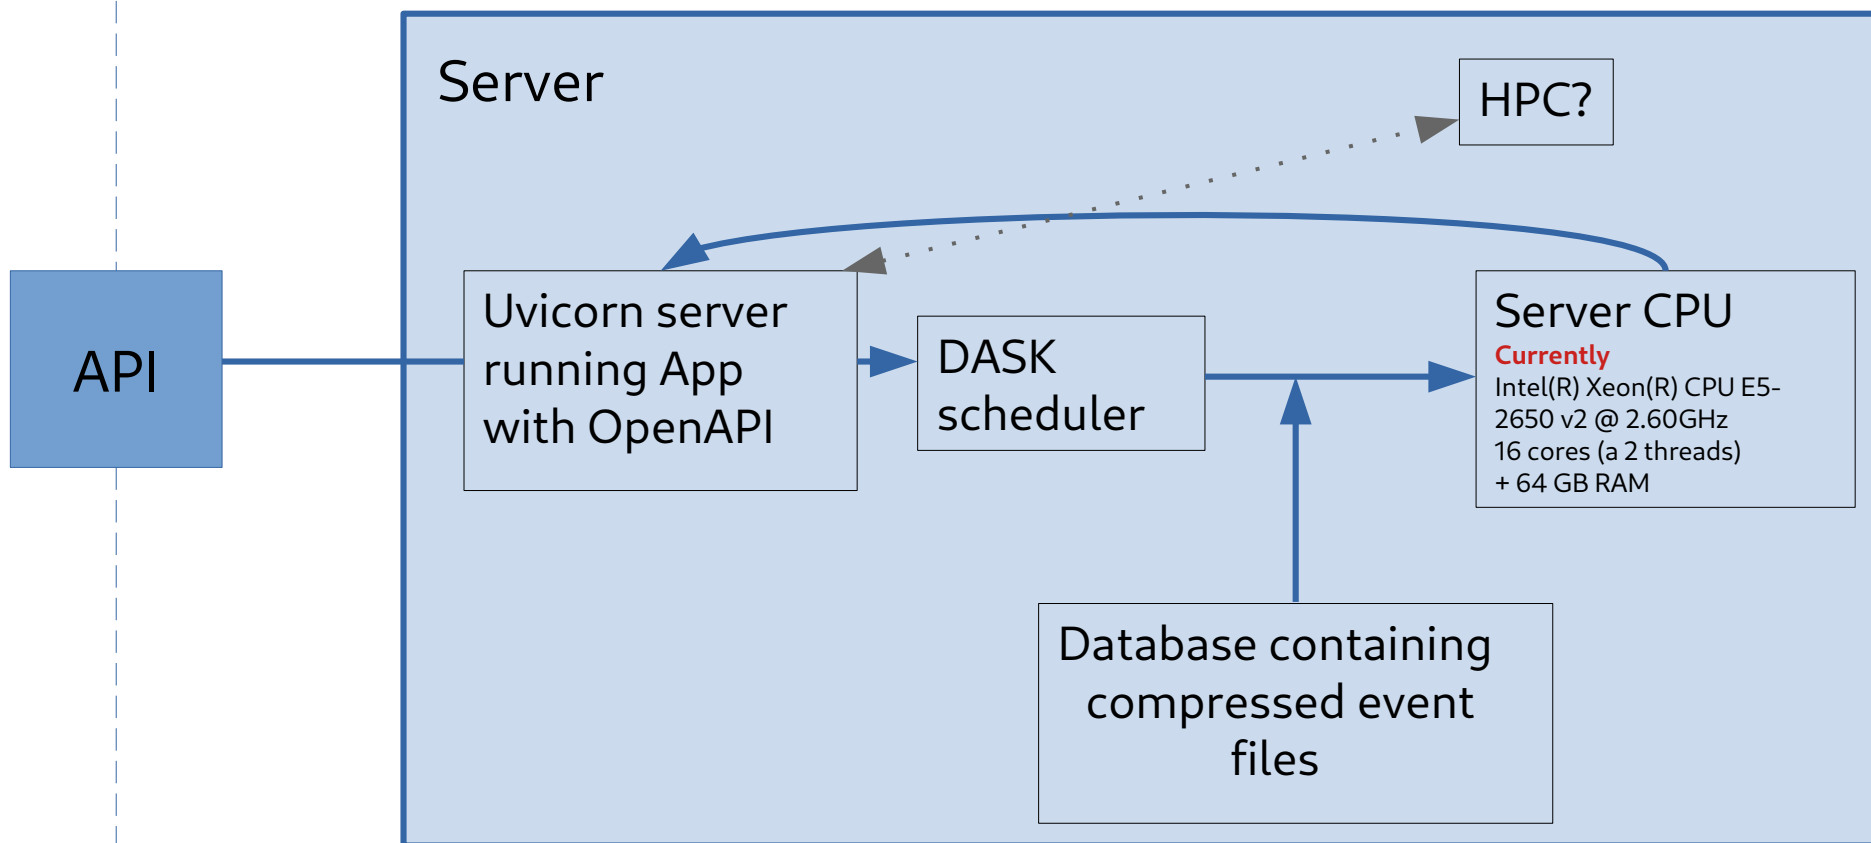 Server
HPC?
API
Uvicorn server
running App
with OpenAPI
DASK
scheduler
Server CPU
Currently
Intel(R) Xeon(R) CPU E5-
2650 v2 @ 2.60GHz
16 cores (a 2 threads)
+ 64 GB RAM
Database containing
compressed event
files